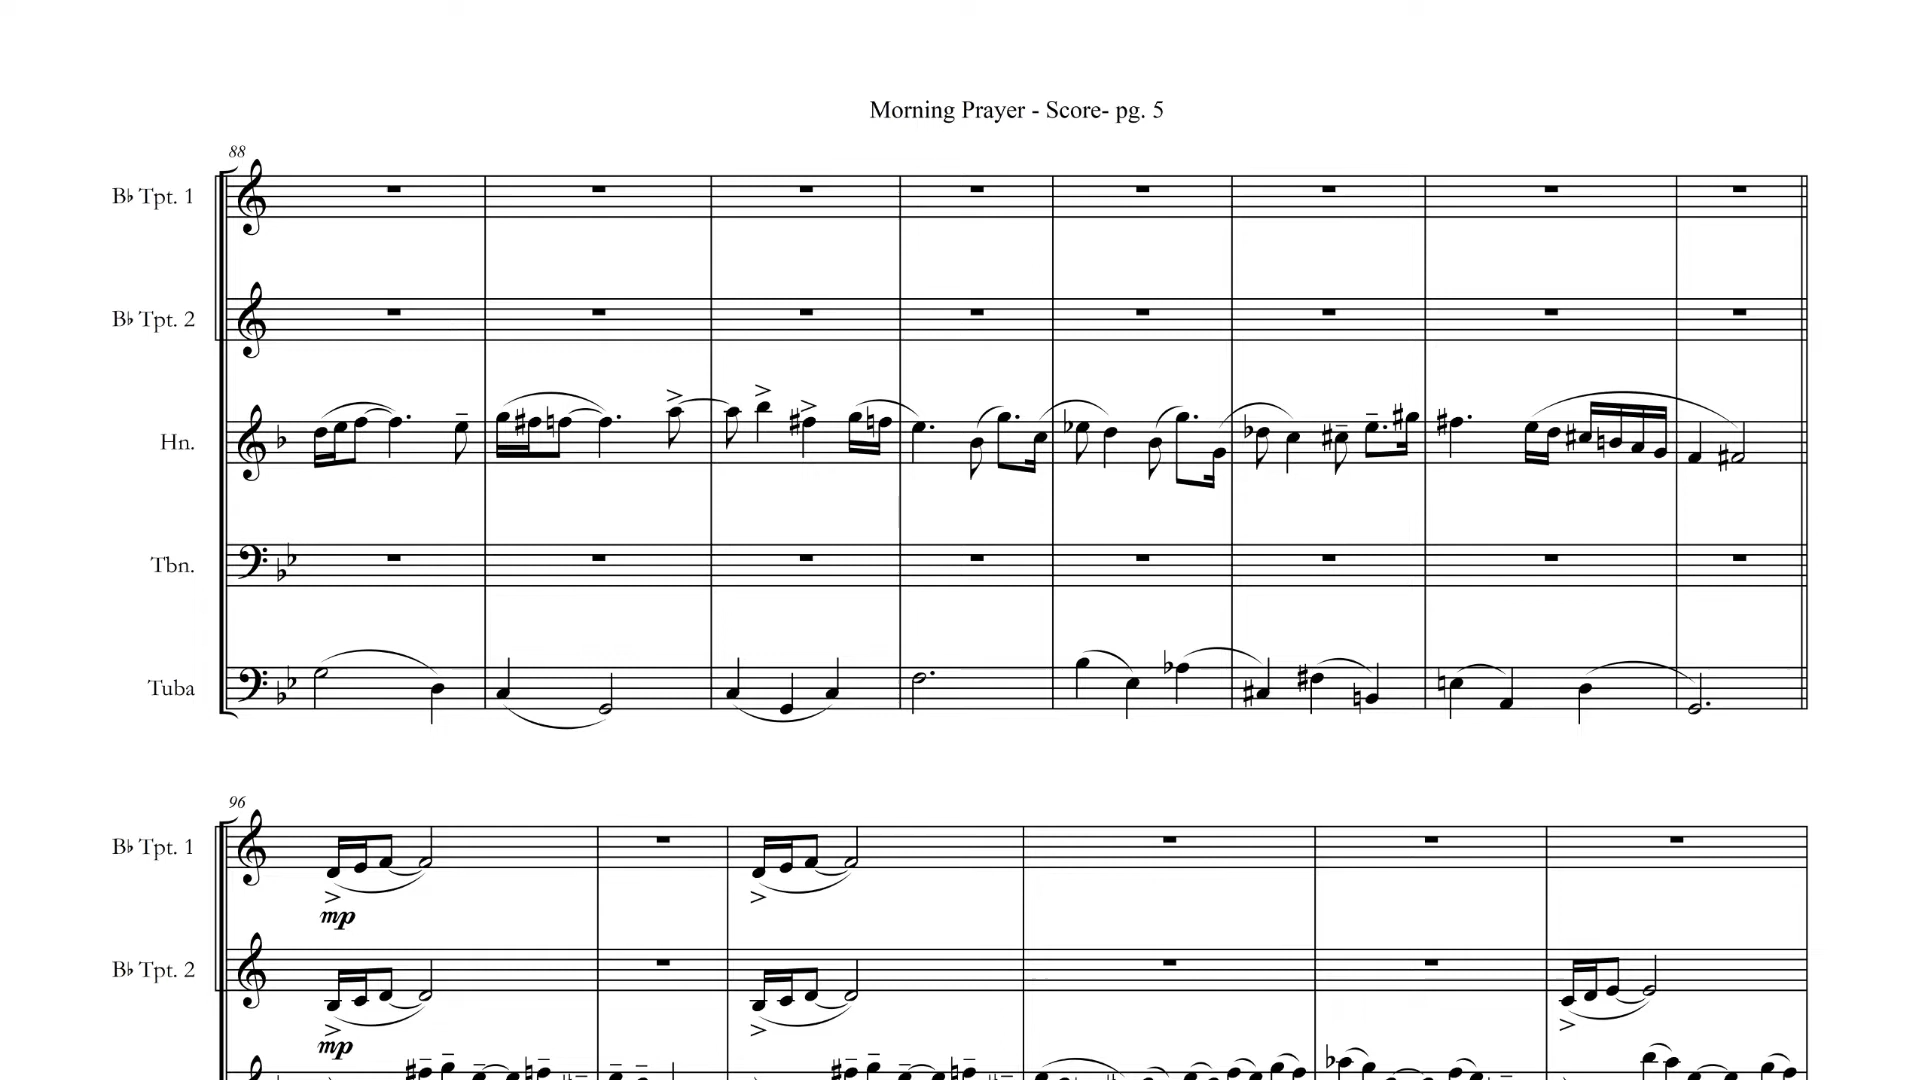 Morning Prayer - Score- pg. 5
88
B♭ Tpt. 1
B♭ Tpt. 2
Hn.
Tbn.
Tuba
96
B♭ Tpt. 1
mp
B♭ Tpt. 2
mp